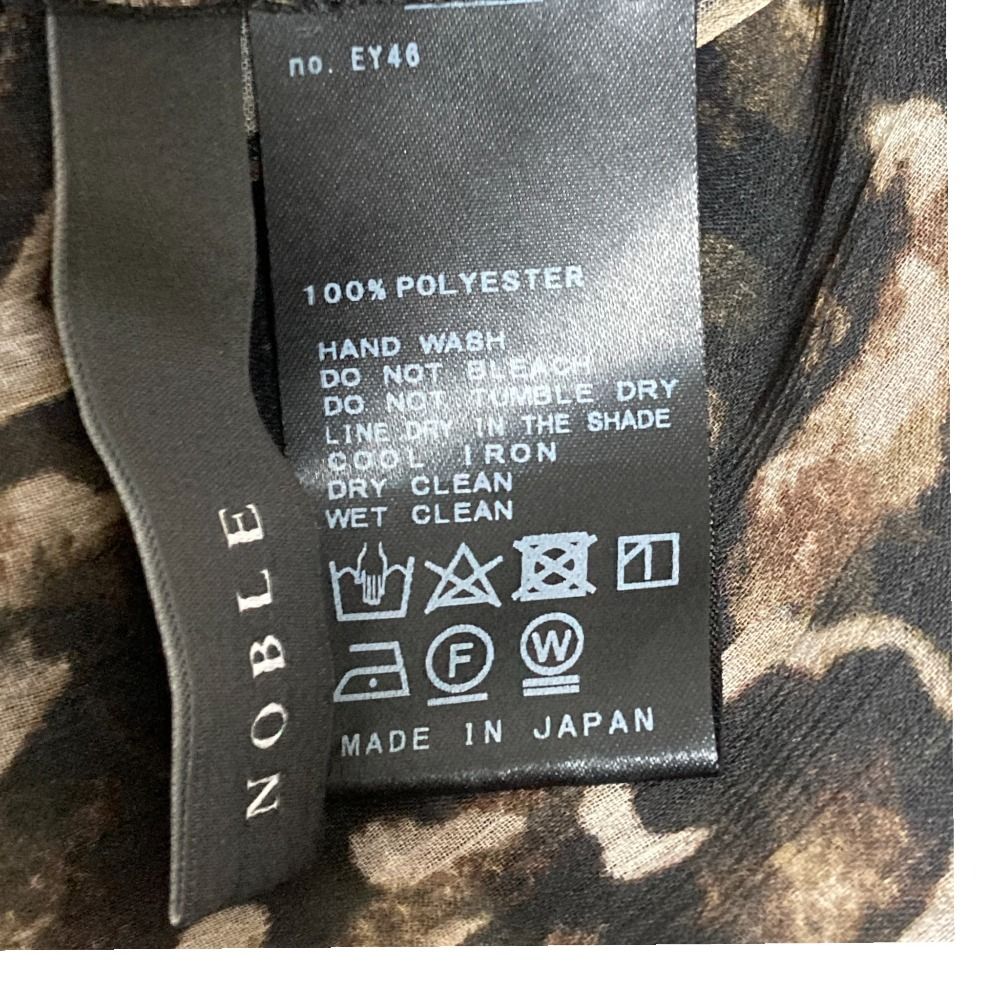 no. EY46
100% POLYESTER
HAND WASH
DO NOT BLEACH
DO NOT TUMBLE DRY
LINE DRY IN THE SHADE
COOL IRON
DRY CLEAN
WET CLEAN
F
W
MADE IN JAPAN
NOBLE